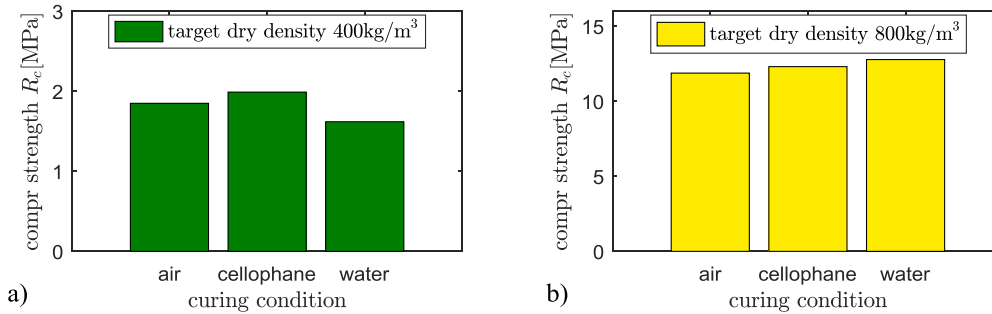 3
2
1
0
compr strength R_c[MPa]
target dry density 400kg/m³
air cellophane water
curing condition
a)
15
10
5
0
compr strength R_c[MPa]
target dry density 800kg/m³
air cellophane water
curing condition
b)